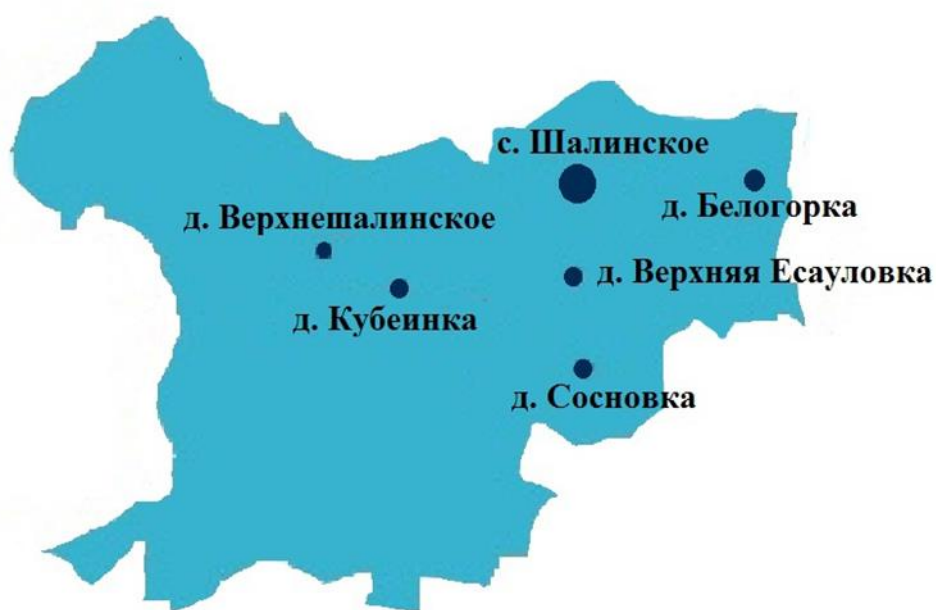 с. Шалинское
д. Белогорка
д. Верхнешалинское
д. Верхняя Есауловка
д. Кубеинка
д. Сосновка